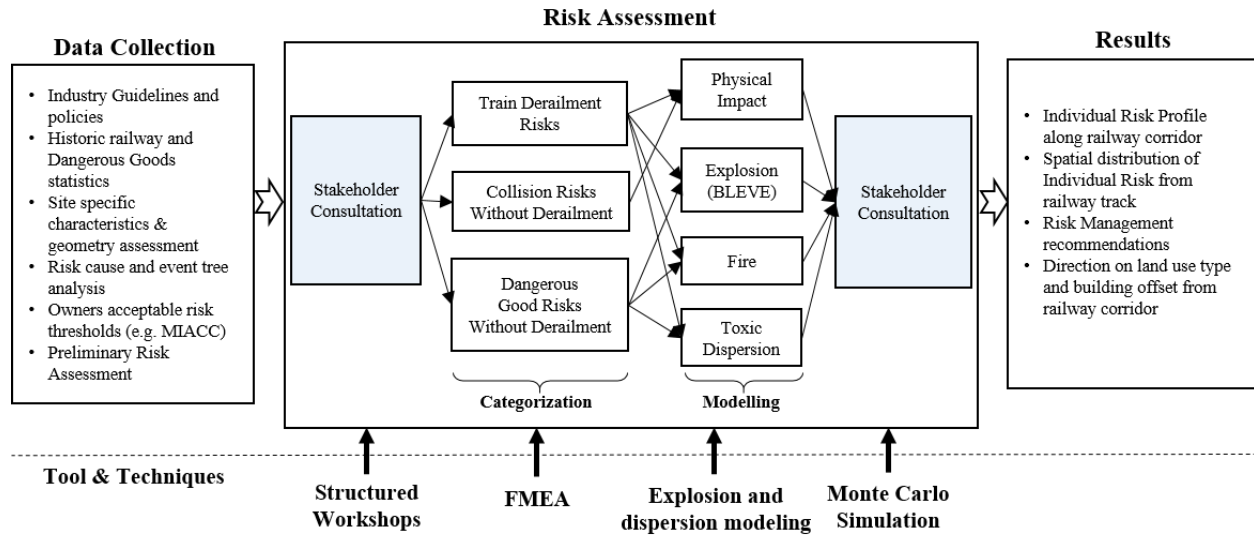 Risk Assessment
Data Collection
• Industry Guidelines and
policies
• Historic railway and
Dangerous Goods
statistics
• Site specific
characteristics &
geometry assessment
• Risk cause and event tree
analysis
• Owners acceptable risk
thresholds (e.g. MIACC)
• Preliminary Risk
Assessment
Stakeholder
Consultation
Train Derailment
Risks
Collision Risks
Without Derailment
Dangerous
Good Risks
Without Derailment
Categorization
Physical
Impact
Explosion
(BLEVE)
Fire
Toxic
Dispersion
Modelling
Stakeholder
Consultation
Results
• Individual Risk Profile
along railway corridor
• Spatial distribution of
Individual Risk from
railway track
• Risk Management
recommendations
• Direction on land use type
and building offset from
railway corridor
Tool & Techniques
Structured
Workshops
FMEA
Explosion and
dispersion modeling
Monte Carlo
Simulation